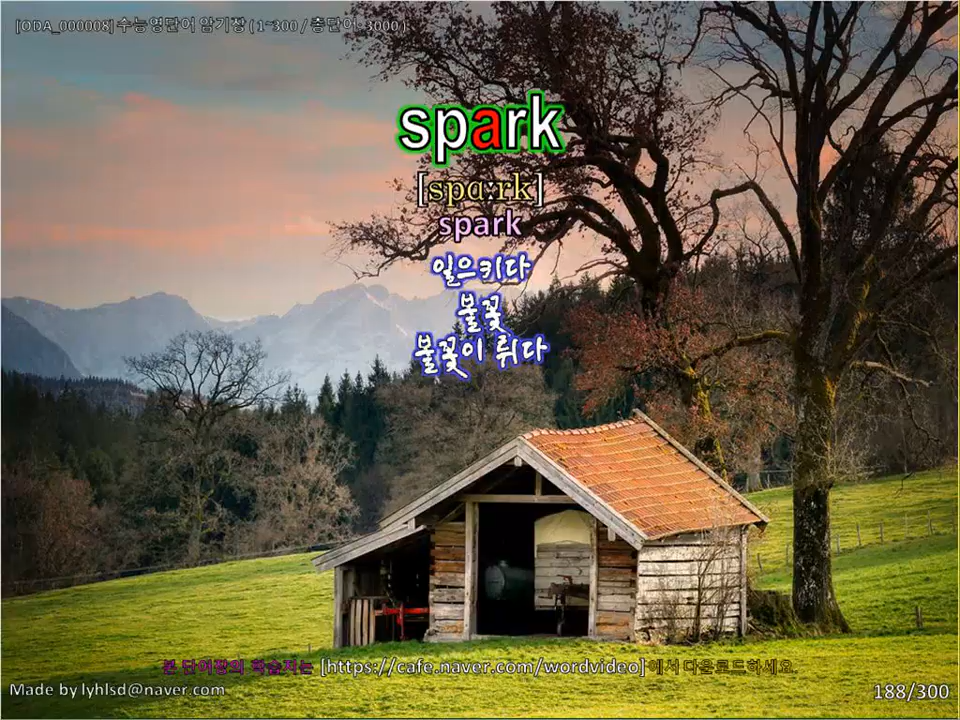 [ODA_000008] 수능영단어 암기장 ( 1~300 / 총단어:3000 )
spark
[spɑːrk]
spark
일으키다
불꽃
불꽃이 튀다
본 단어장의 학습지는 [https://cafe.naver.com/wordvideo]에서 다운로드하세요.
Made by lyhlsd@naver.com
188/300